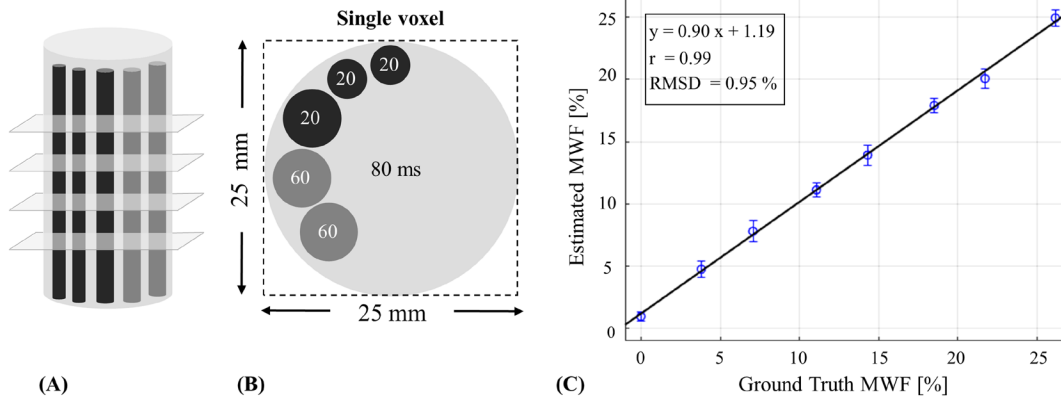 Single voxel
20
20
20
60
60
80 ms
25 mm
25 mm
(A)
(B)
y = 0.90 x + 1.19
r = 0.99
RMSD = 0.95 %
Estimated MWF [%]
25
20
15
10
5
0
0 5 10 15 20 25
Ground Truth MWF [%]
(C)